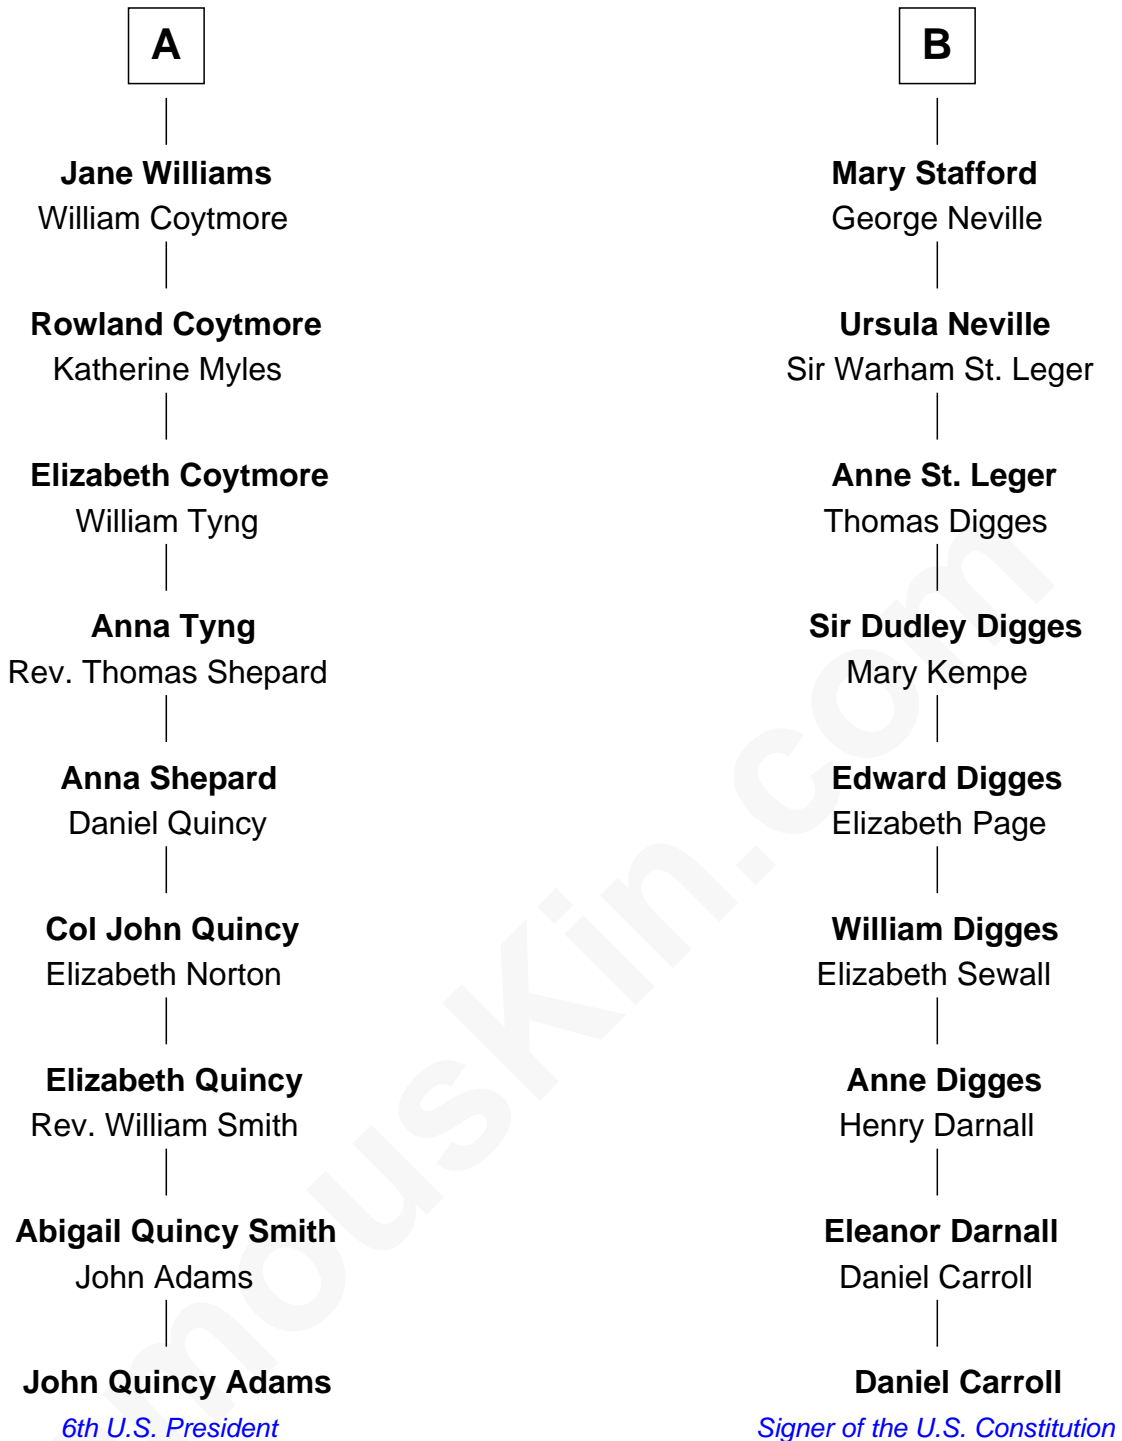 A
B
Jane Williams
William Coytmore
Mary Stafford
George Neville
Rowland Coytmore
Katherine Myles
Ursula Neville
Sir Warham St. Leger
Elizabeth Coytmore
William Tyng
Anne St. Leger
Thomas Digges
Anna Tyng
Rev. Thomas Shepard
Sir Dudley Digges
Mary Kempe
Anna Shepard
Daniel Quincy
Edward Digges
Elizabeth Page
Col John Quincy
Elizabeth Norton
William Digges
Elizabeth Sewall
Elizabeth Quincy
Rev. William Smith
Anne Digges
Henry Darnall
Abigail Quincy Smith
John Adams
Eleanor Darnall
Daniel Carroll
John Quincy Adams
6th U.S. President
Daniel Carroll
Signer of the U.S. Constitution
mousKin.com